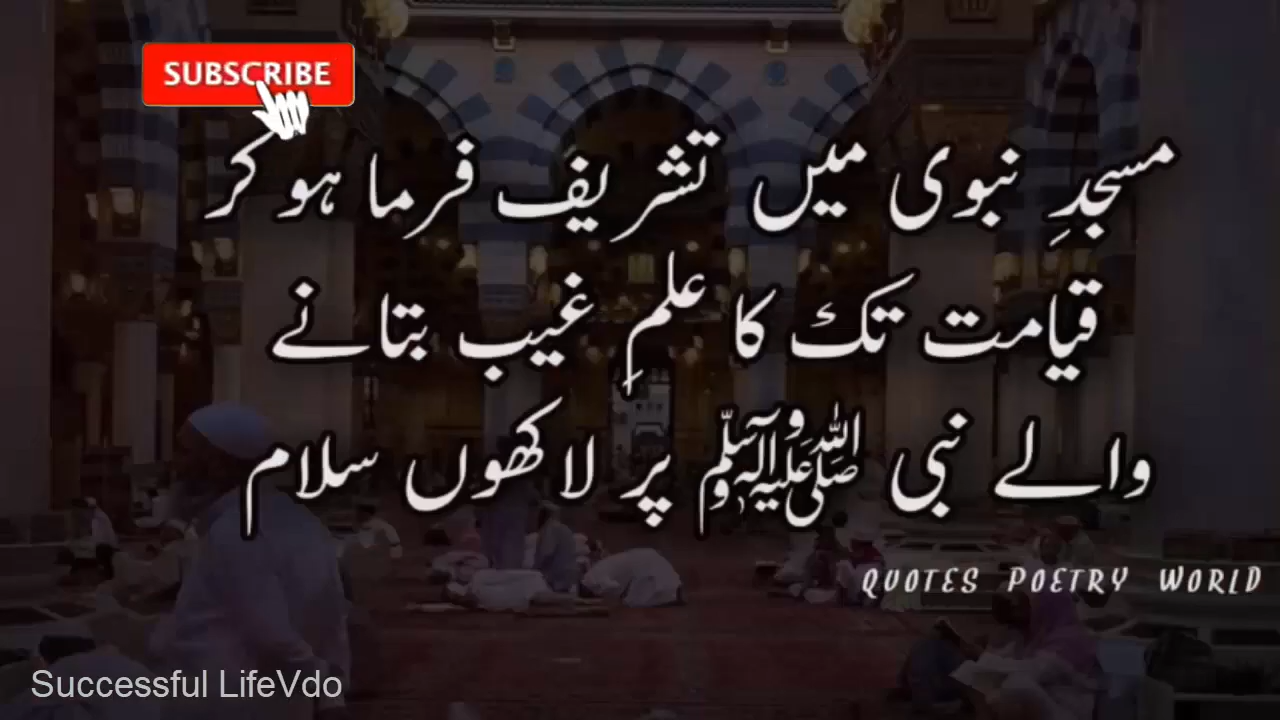 SUBSCRIBE
مسجدِ نبوی میں تشریف فرما ہو کر
قیامت تک کا علمِ غیب بتانے
والے نبی صلی اللہ علیہ وآلہ وسلم پر لاکھوں سلام
QUOTES POETRY WORLD
Successful LifeVdo